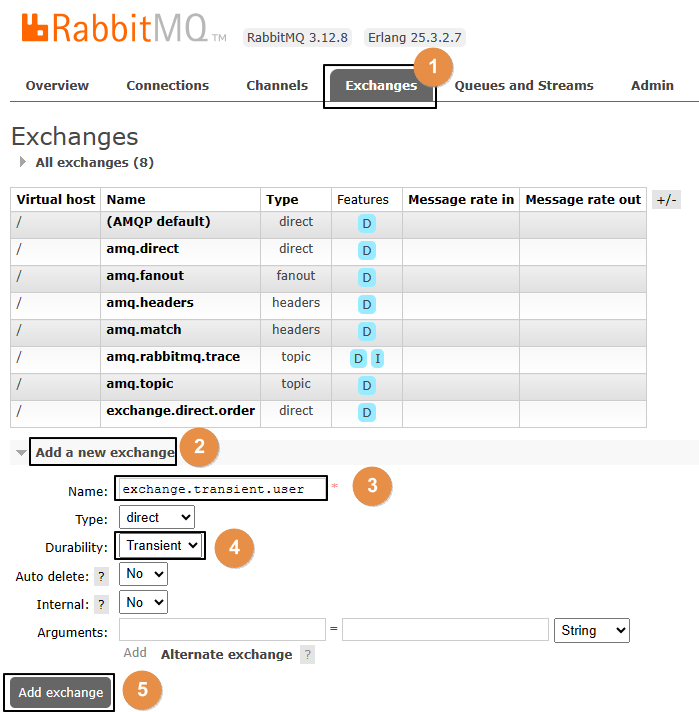 RabbitMQ TM RabbitMQ 3.12.8 Erlang 25.3.2.7
1
Overview Connections Channels Exchanges Queues and Streams Admin
Exchanges
All exchanges (8)
Virtual host Name Type Features Message rate in Message rate out +/-
/ (AMQP default) direct D
/ amq.direct direct D
/ amq.fanout fanout D
/ amq.headers headers D
/ amq.match headers D
/ amq.rabbitmq.trace topic D I
/ amq.topic topic D
/ exchange.direct.order direct D
Add a new exchange 2
Name: exchange.transient.user * 3
Type: direct
Durability: Transient 4
Auto delete: ? No
Internal: ? No
Arguments: = String
Add Alternate exchange ?
Add exchange 5